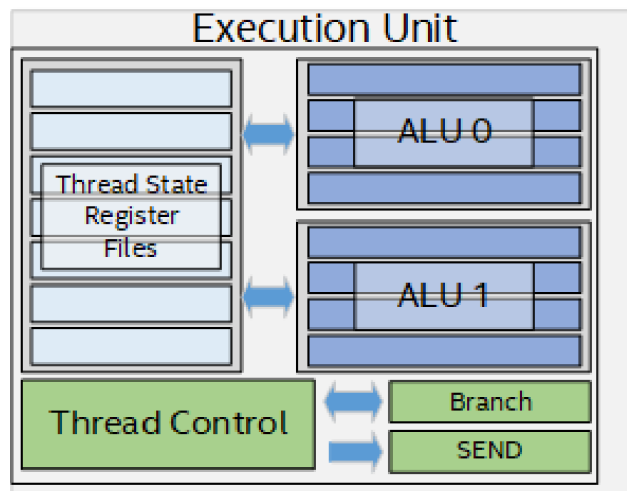 Execution Unit
Thread State
Register
Files
ALU 0
ALU 1
Thread Control
Branch
SEND